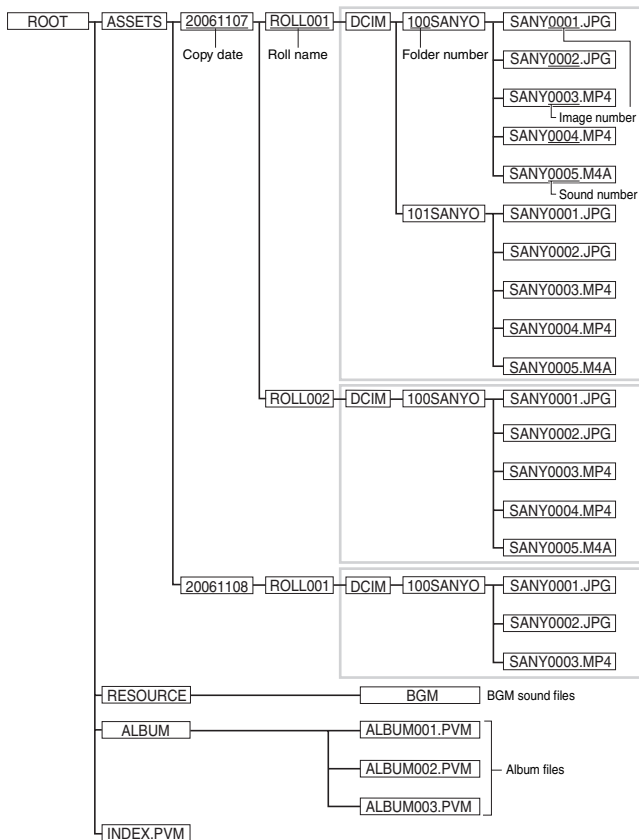 ROOT ASSETS 20061107 ROLL001 DCIM 100SANYO SANY0001.JPG
Copy date Roll name Folder number
SANY0002.JPG
SANY0003.MP4
Image number
SANY0004.MP4
SANY0005.M4A
Sound number
101SANYO SANY0001.JPG
SANY0002.JPG
SANY0003.MP4
SANY0004.MP4
SANY0005.M4A
ROLL002 DCIM 100SANYO SANY0001.JPG
SANY0002.JPG
SANY0003.MP4
SANY0004.MP4
SANY0005.M4A
20061108 ROLL001 DCIM 100SANYO SANY0001.JPG
SANY0002.JPG
SANY0003.MP4
RESOURCE BGM BGM sound files
ALBUM ALBUM001.PVM
ALBUM002.PVM Album files
ALBUM003.PVM
INDEX.PVM